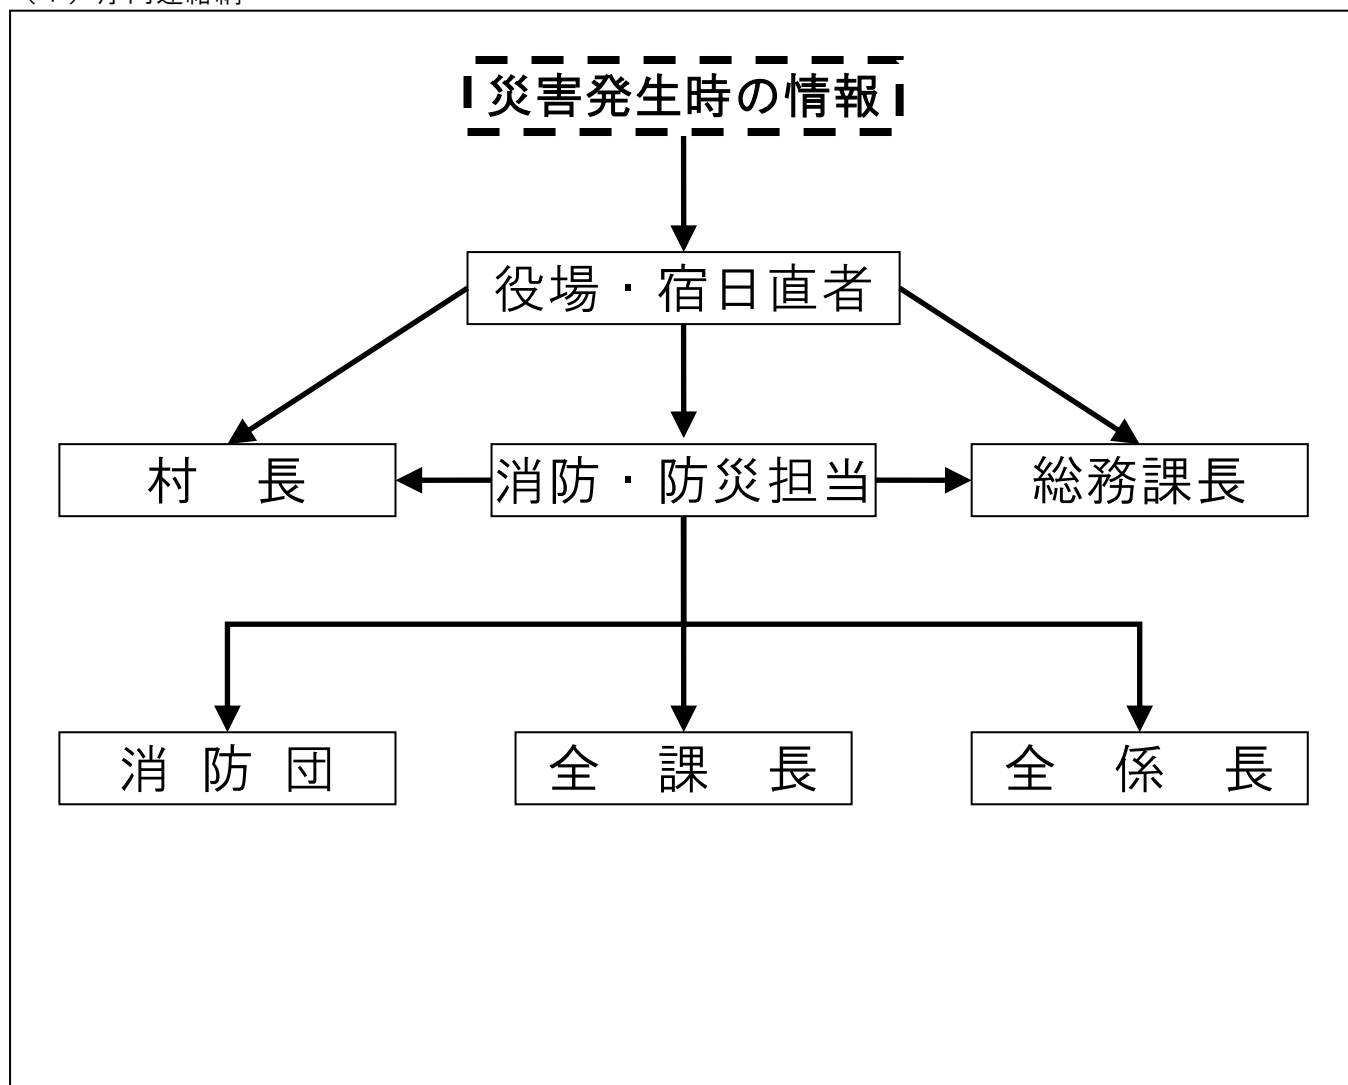 災害発生時の情報
役場・宿日直者
村　長
消防・防災担当
総務課長
消 防 団
全　課　長
全　係　長